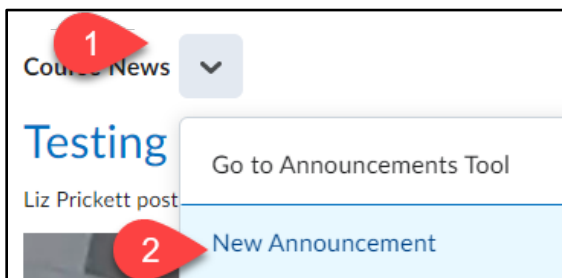 1
Course News
Testing
Go to Announcements Tool
Liz Prickett post
2
New Announcement